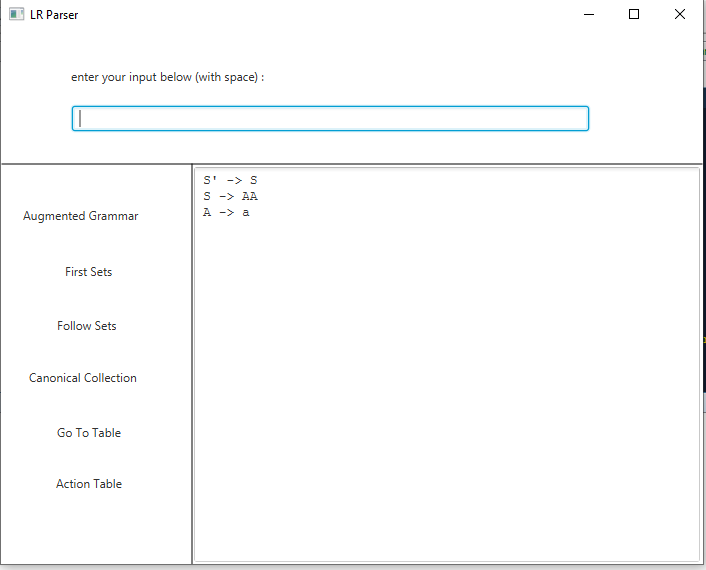 LR Parser
enter your input below (with space) :
S' -> S
S -> AA
A -> a
Augmented Grammar
First Sets
Follow Sets
Canonical Collection
Go To Table
Action Table